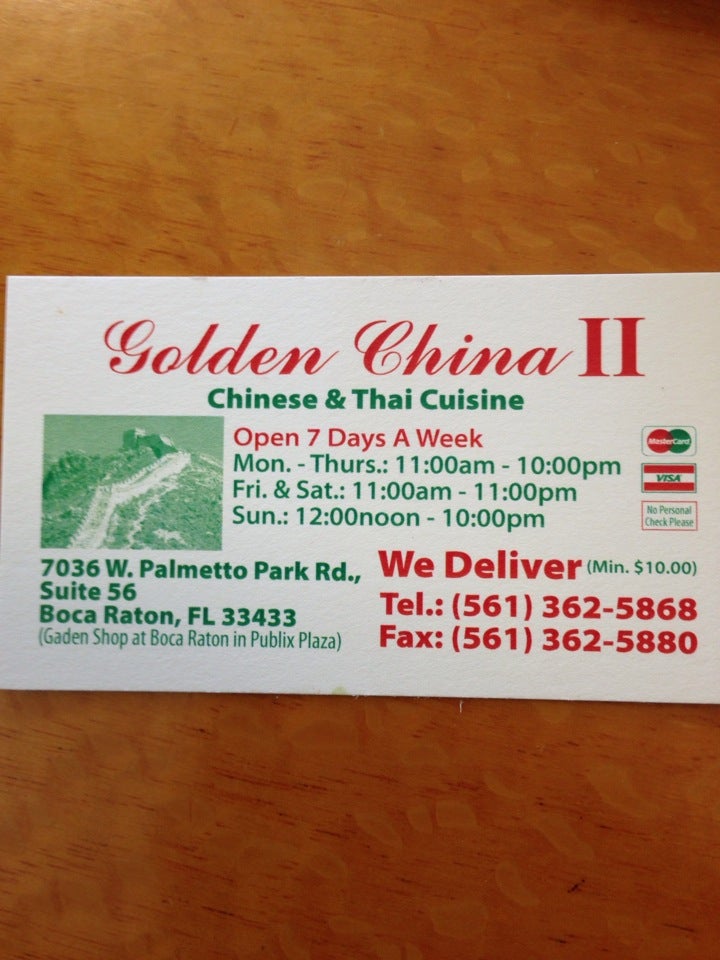 Golden China II
Chinese & Thai Cuisine
Open 7 Days A Week
Mon. - Thurs.: 11:00am - 10:00pm
Fri. & Sat.: 11:00am - 11:00pm
Sun.: 12:00noon - 10:00pm
MasterCard
VISA
No Personal
Check Please
7036 W. Palmetto Park Rd.,
Suite 56
Boca Raton, FL 33433
(Gaden Shop at Boca Raton in Publix Plaza)
We Deliver (Min. $10.00)
Tel.: (561) 362-5868
Fax: (561) 362-5880